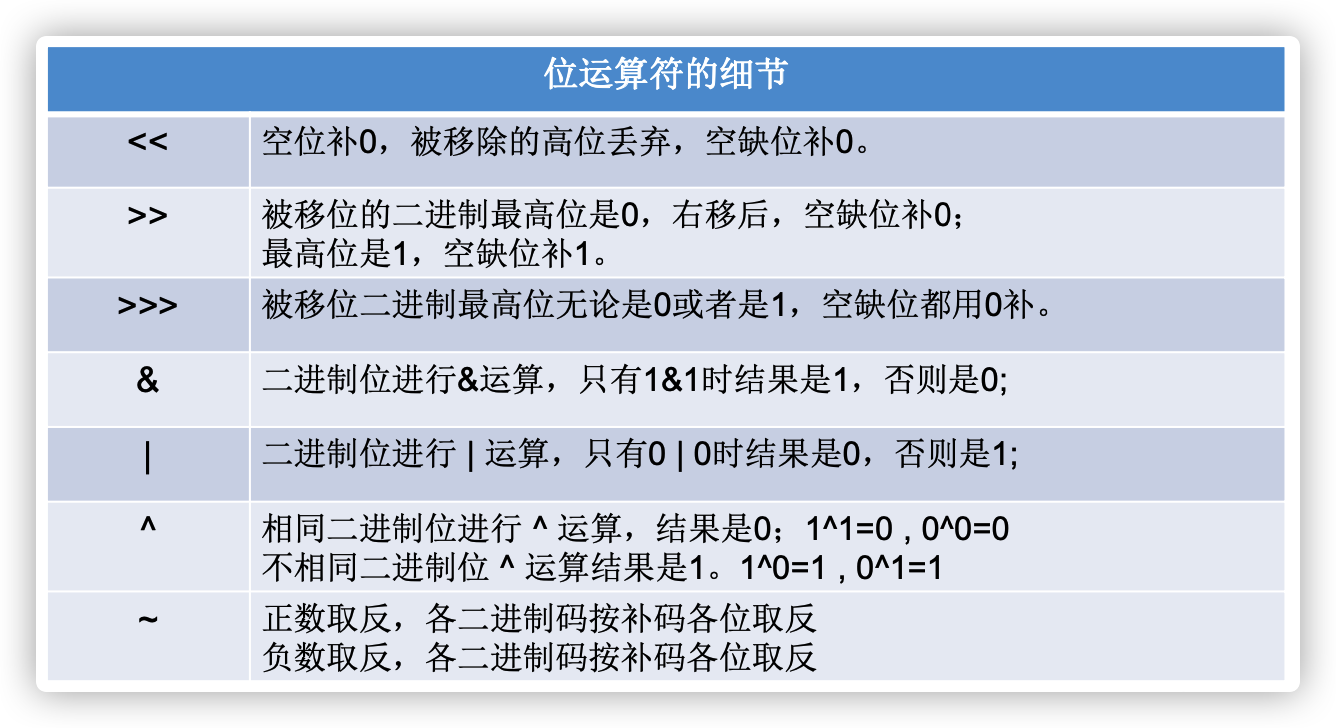 位运算符的细节
<< 空位补0，被移除的高位丢弃，空缺位补0。
>> 被移位的二进制最高位是0，右移后，空缺位补0；
最高位是1，空缺位补1。
>>> 被移位二进制最高位无论是0或者是1，空缺位都用0补。
& 二进制位进行&运算，只有1&1时结果是1，否则是0;
| 二进制位进行 | 运算，只有0 | 0时结果是0，否则是1;
^ 相同二进制位进行 ^ 运算，结果是0；1^1=0 , 0^0=0
不相同二进制位 ^ 运算结果是1。1^0=1 , 0^1=1
~ 正数取反，各二进制码按补码各位取反
负数取反，各二进制码按补码各位取反